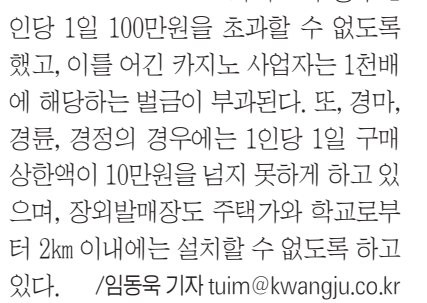 인당 1일 100만원을 초과할 수 없도록
했고, 이를 어긴 카지노 사업자는 1천배
에 해당하는 벌금이 부과된다. 또, 경마,
경륜, 경정의 경우에는 1인당 1일 구매
상한액이 10만원을 넘지 못하게 하고 있
으며, 장외발매장도 주택가와 학교로부
터 2㎞ 이내에는 설치할 수 없도록 하고
있다. /임동욱 기자 tuim@kwangju.co.kr